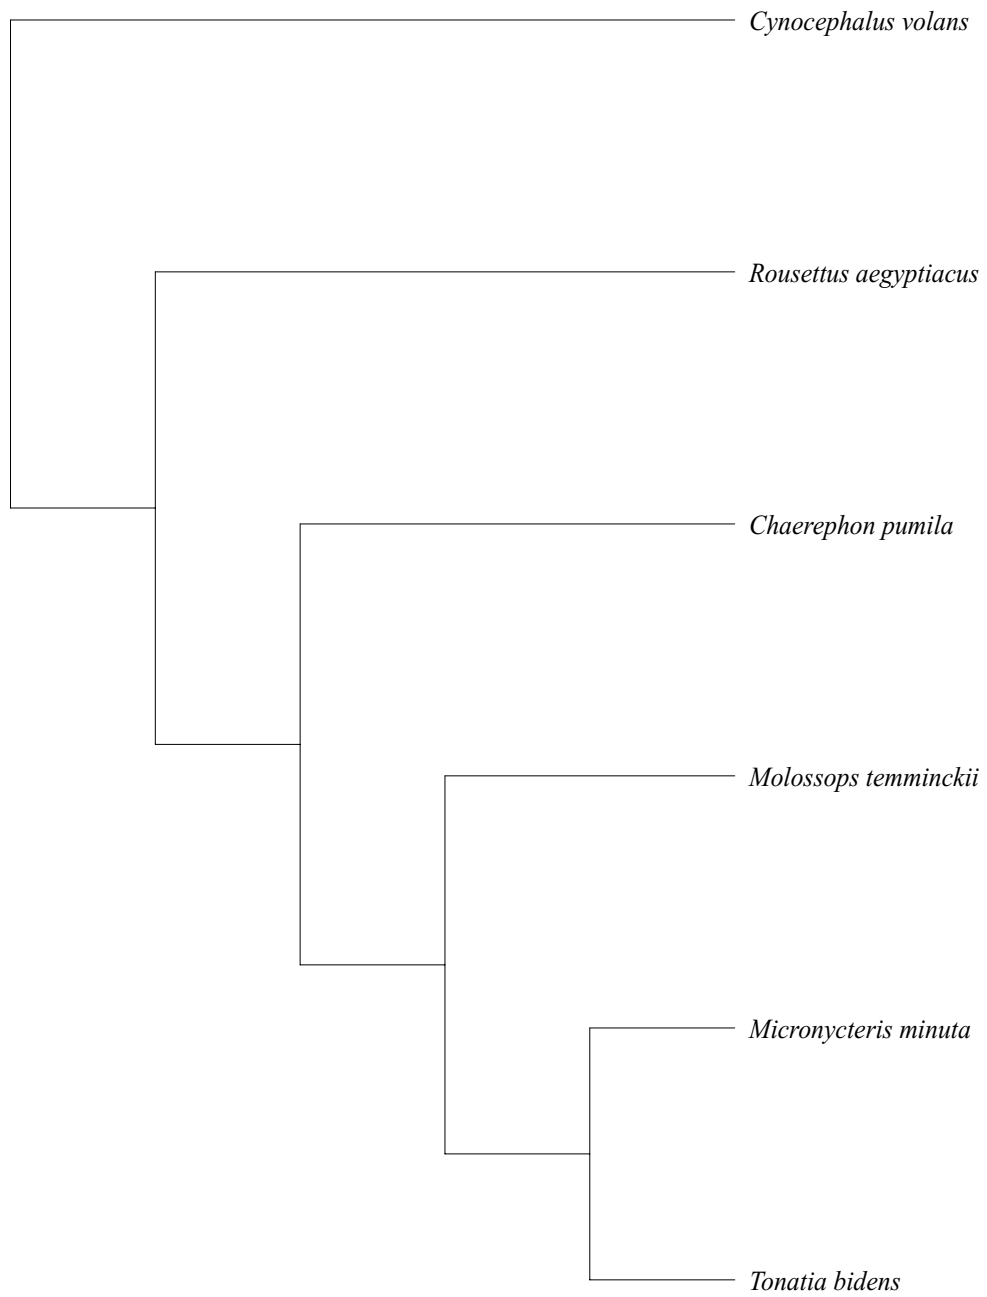 Cynocephalus volans
Rousettus aegyptiacus
Chaerephon pumila
Molossops temminckii
Micronycteris minuta
Tonatia bidens